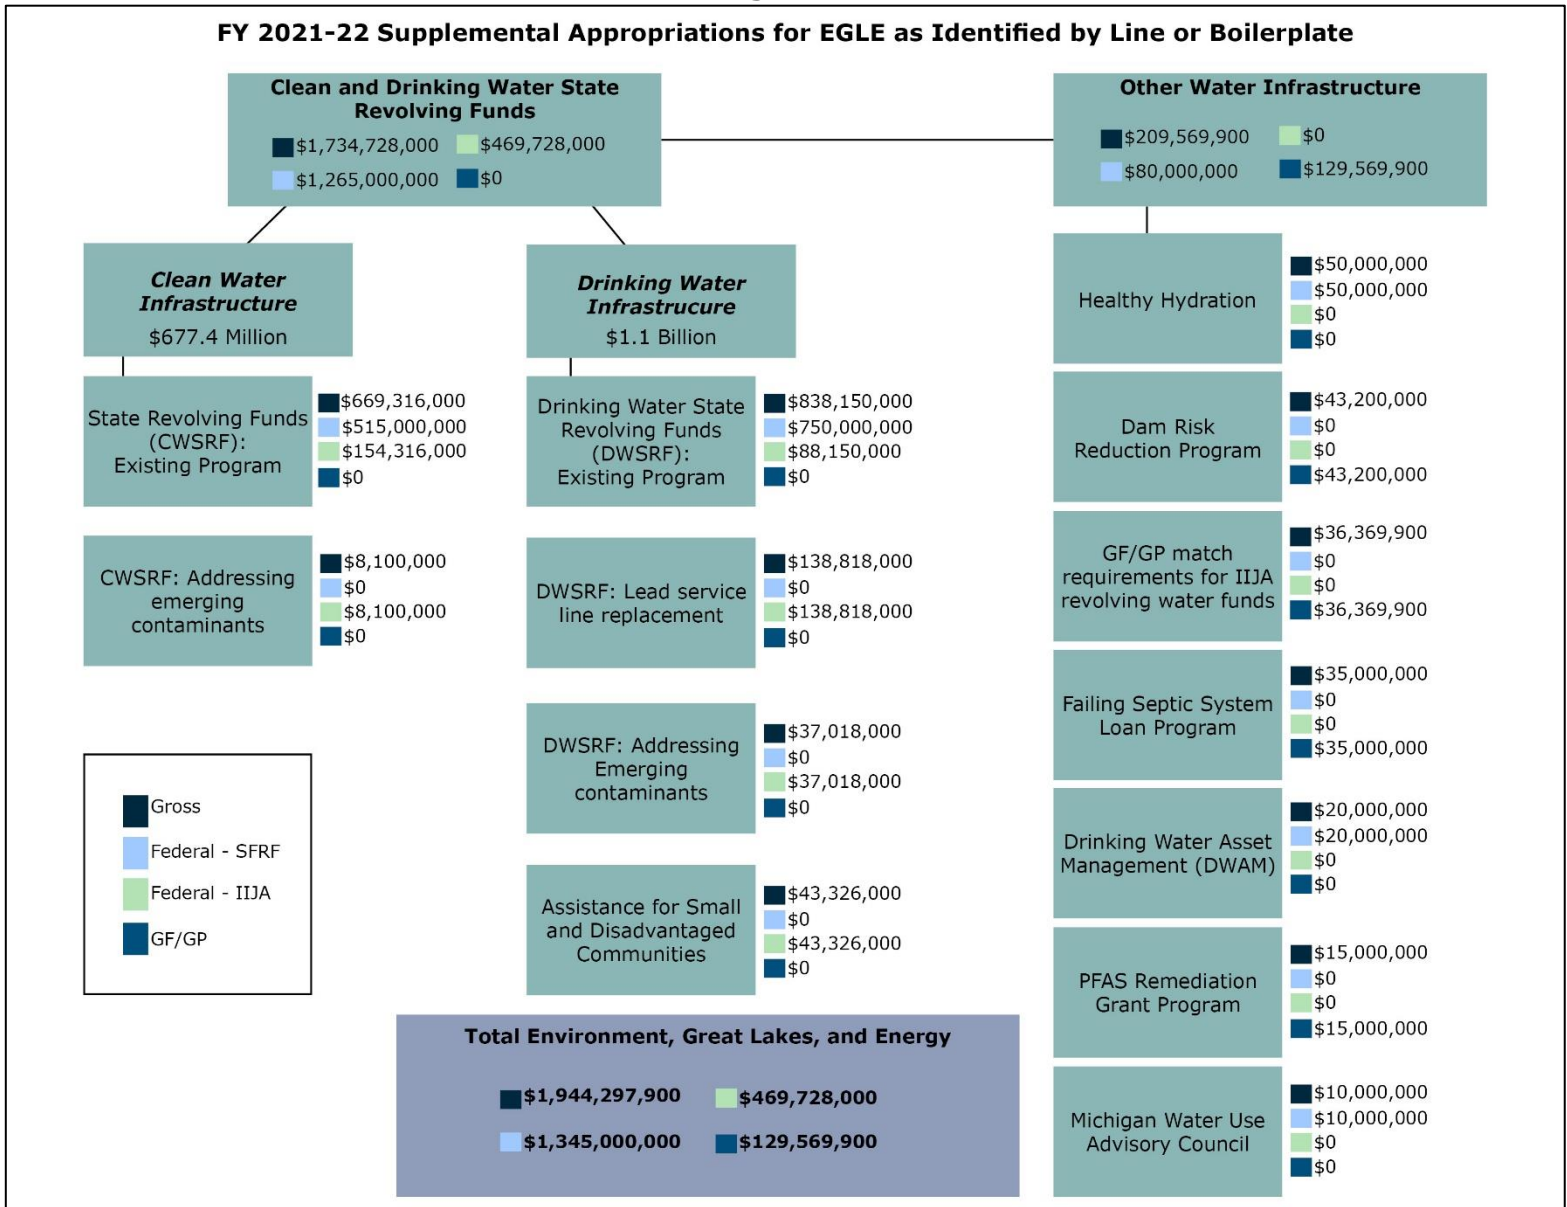 FY 2021-22 Supplemental Appropriations for EGLE as Identified by Line or Boilerplate
Clean and Drinking Water State
Revolving Funds
$1,734,728,000 $469,728,000
$1,265,000,000 $0
Other Water Infrastructure
$209,569,900 $0
$80,000,000 $129,569,900
Clean Water
Infrastructure
$677.4 Million
State Revolving Funds
(CWSRF):
Existing Program
$669,316,000
$515,000,000
$154,316,000
$0
CWSRF: Addressing
emerging
contaminants
$8,100,000
$0
$8,100,000
$0
Drinking Water
Infrastrucure
$1.1 Billion
Drinking Water State
Revolving Funds
(DWSRF):
Existing Program
$838,150,000
$750,000,000
$88,150,000
$0
DWSRF: Lead service
line replacement
$138,818,000
$0
$138,818,000
$0
DWSRF: Addressing
Emerging
contaminants
$37,018,000
$0
$37,018,000
$0
Assistance for Small
and Disadvantaged
Communities
$43,326,000
$0
$43,326,000
$0
Healthy Hydration
$50,000,000
$50,000,000
$0
$0
Dam Risk
Reduction Program
$43,200,000
$0
$0
$43,200,000
GF/GP match
requirements for IIJA
revolving water funds
$36,369,900
$0
$0
$36,369,900
Failing Septic System
Loan Program
$35,000,000
$0
$0
$35,000,000
Drinking Water Asset
Management (DWAM)
$20,000,000
$20,000,000
$0
$0
PFAS Remediation
Grant Program
$15,000,000
$0
$0
$15,000,000
Michigan Water Use
Advisory Council
$10,000,000
$10,000,000
$0
$0
Gross
Federal - SFRF
Federal - IIJA
GF/GP
Total Environment, Great Lakes, and Energy
$1,944,297,900 $469,728,000
$1,345,000,000 $129,569,900